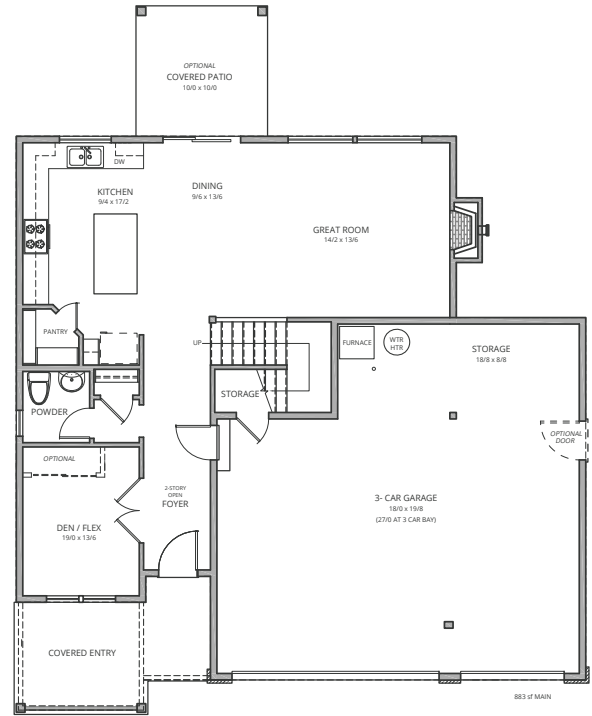 OPTIONAL
COVERED PATIO
10/0 x 10/0
DW
KITCHEN
9/4 x 17/2
DINING
9/6 x 13/6
GREAT ROOM
14/2 x 13/6
PANTRY
UP
FURNACE
WTR
HTR
STORAGE
18/8 x 8/8
STORAGE
POWDER
OPTIONAL
DOOR
OPTIONAL
2-STORY
OPEN
FOYER
3- CAR GARAGE
18/0 x 19/8
(27/0 AT 3 CAR BAY)
DEN / FLEX
19/0 x 13/6
COVERED ENTRY
883 sf MAIN